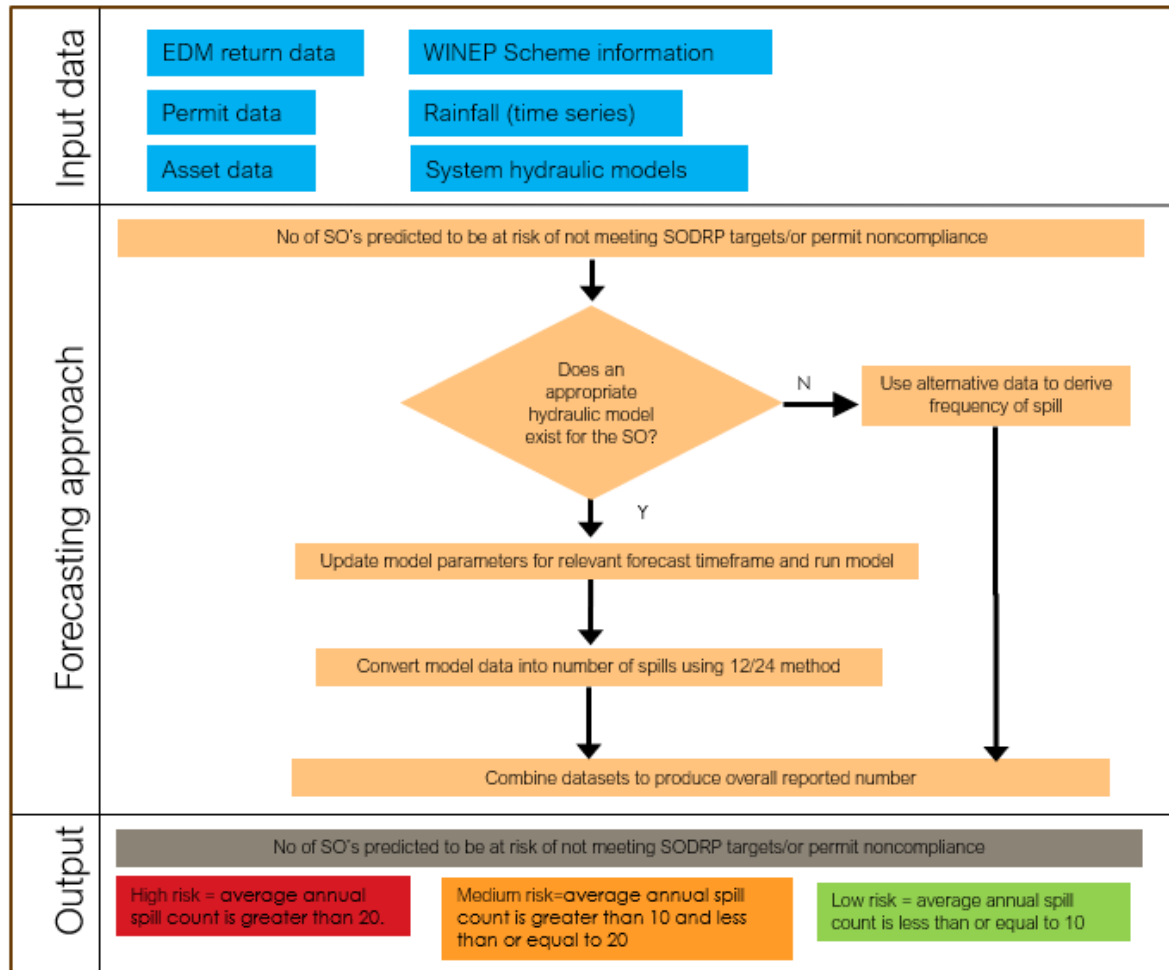 Input data
EDM return data
WINEP Scheme information
Permit data
Rainfall (time series)
Asset data
System hydraulic models
Forecasting approach
No of SO's predicted to be at risk of not meeting SODRP targets/or permit noncompliance
Does an
appropriate
hydraulic model
exist for the SO?
N
Use alternative data to derive
frequency of spill
Y
Update model parameters for relevant forecast timeframe and run model
Convert model data into number of spills using 12/24 method
Combine datasets to produce overall reported number
Output
No of SO's predicted to be at risk of not meeting SODRP targets/or permit noncompliance
High risk = average annual
spill count is greater than 20.
Medium risk=average annual spill
count is greater than 10 and less
than or equal to 20
Low risk = average annual spill
count is less than or equal to 10